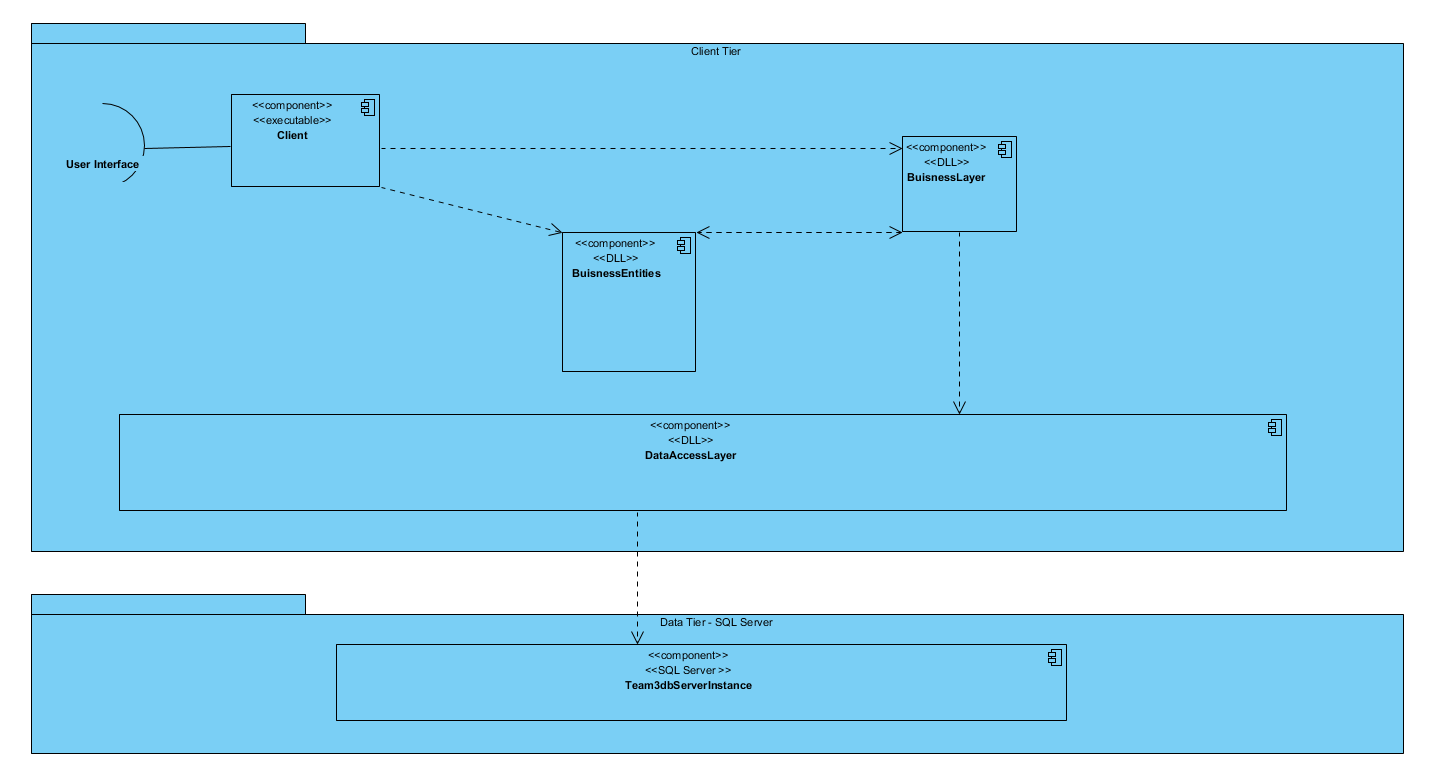 Client Tier
<<component>>
<<executable>>
Client
User Interface
<<component>>
<<DLL>>
BuisnessLayer
<<component>>
<<DLL>>
BuisnessEntities
<<component>>
<<DLL>>
DataAccessLayer
Data Tier - SQL Server
<<component>>
<<SQL Server >>
Team3dbServerInstance